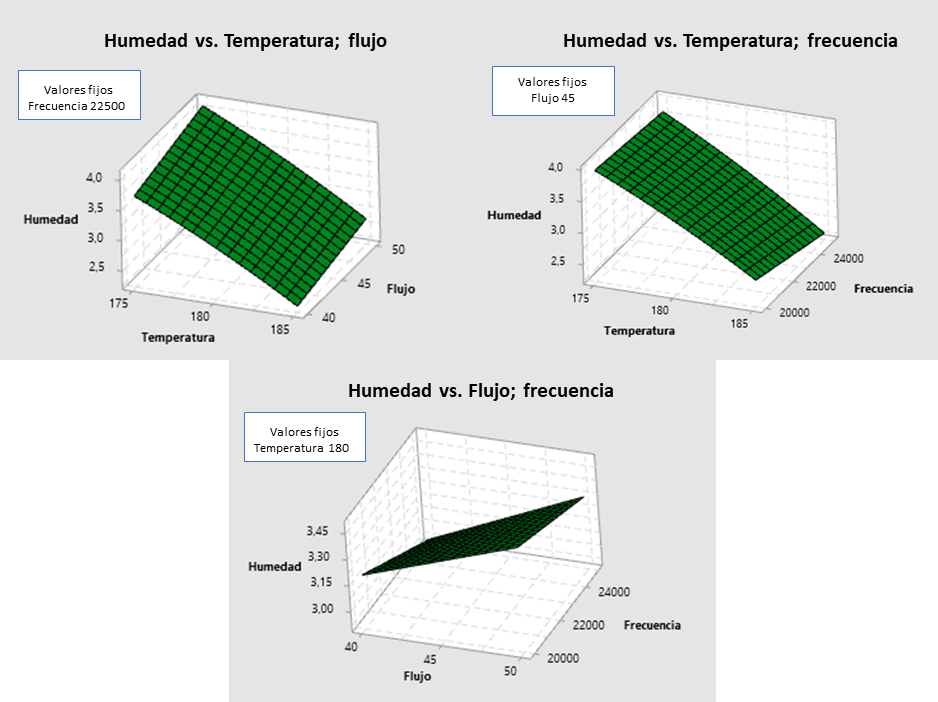 Humedad vs. Temperatura; flujo
Valores fijos
Frecuencia 22500
4,0
3,5
Humedad
3,0
2,5
175
180
185
Temperatura
50
45
40
Flujo
Humedad vs. Temperatura; frecuencia
Valores fijos
Flujo 45
4,0
3,5
Humedad
3,0
2,5
175
180
185
Temperatura
24000
22000
20000
Frecuencia
Humedad vs. Flujo; frecuencia
Valores fijos
Temperatura 180
3,45
3,30
Humedad
3,15
3,00
40
45
50
Flujo
24000
22000
20000
Frecuencia